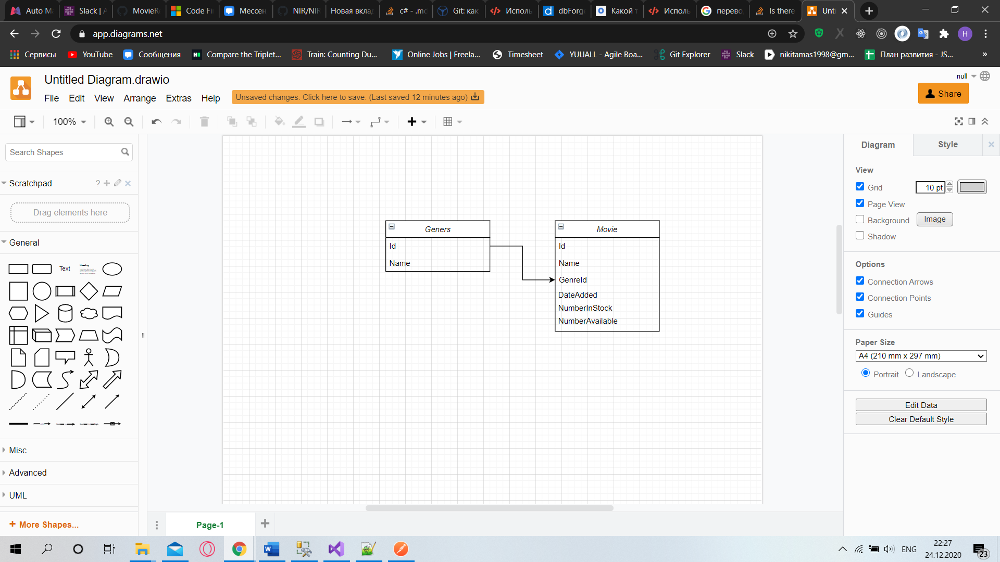 Auto M
Slack | A
MovieR
Code Fi
Мессен
NIR/NIR
Новая вкла
c# - .mo
Git: как
Исполь
dbForg
Какой т
Исполь
перево
Is there
Unti
app.diagrams.net
H
Сервисы
YouTube
Сообщения
Compare the Triplet...
Train: Counting Du...
Online Jobs | Freela...
Timesheet
YUUALL - Agile Boa...
Git Explorer
Slack
nikitamas1998@gm...
План развития - JS...
»
Untitled Diagram.drawio
null
File Edit View Arrange Extras Help
Unsaved changes. Click here to save. (Last saved 12 minutes ago)
Share
100%
Search Shapes
Scratchpad
?
Drag elements here
General
Text
Heading
Misc
Advanced
UML
+ More Shapes...
Geners
Id
Name
Movie
Id
Name
GenreId
DateAdded
NumberInStock
NumberAvailable
Page-1
Diagram
Style
View
Grid
10 pt
Page View
Background
Image
Shadow
Options
Connection Arrows
Connection Points
Guides
Paper Size
A4 (210 mm x 297 mm)
Portrait
Landscape
Edit Data
Clear Default Style
ENG
22:27
24.12.2020
23